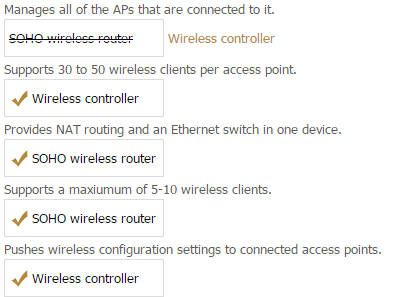 Manages all of the APs that are connected to it.
SOHO wireless router Wireless controller
Supports 30 to 50 wireless clients per access point.
Wireless controller
Provides NAT routing and an Ethernet switch in one device.
SOHO wireless router
Supports a maxiumum of 5-10 wireless clients.
SOHO wireless router
Pushes wireless configuration settings to connected access points.
Wireless controller